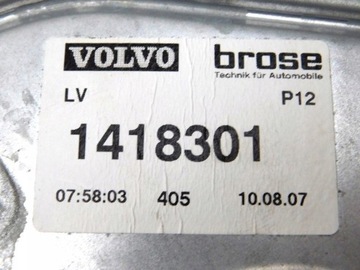 VOLVO brose
Technik für Automobile
LV P12
1418301
07:58:03 405 10.08.07